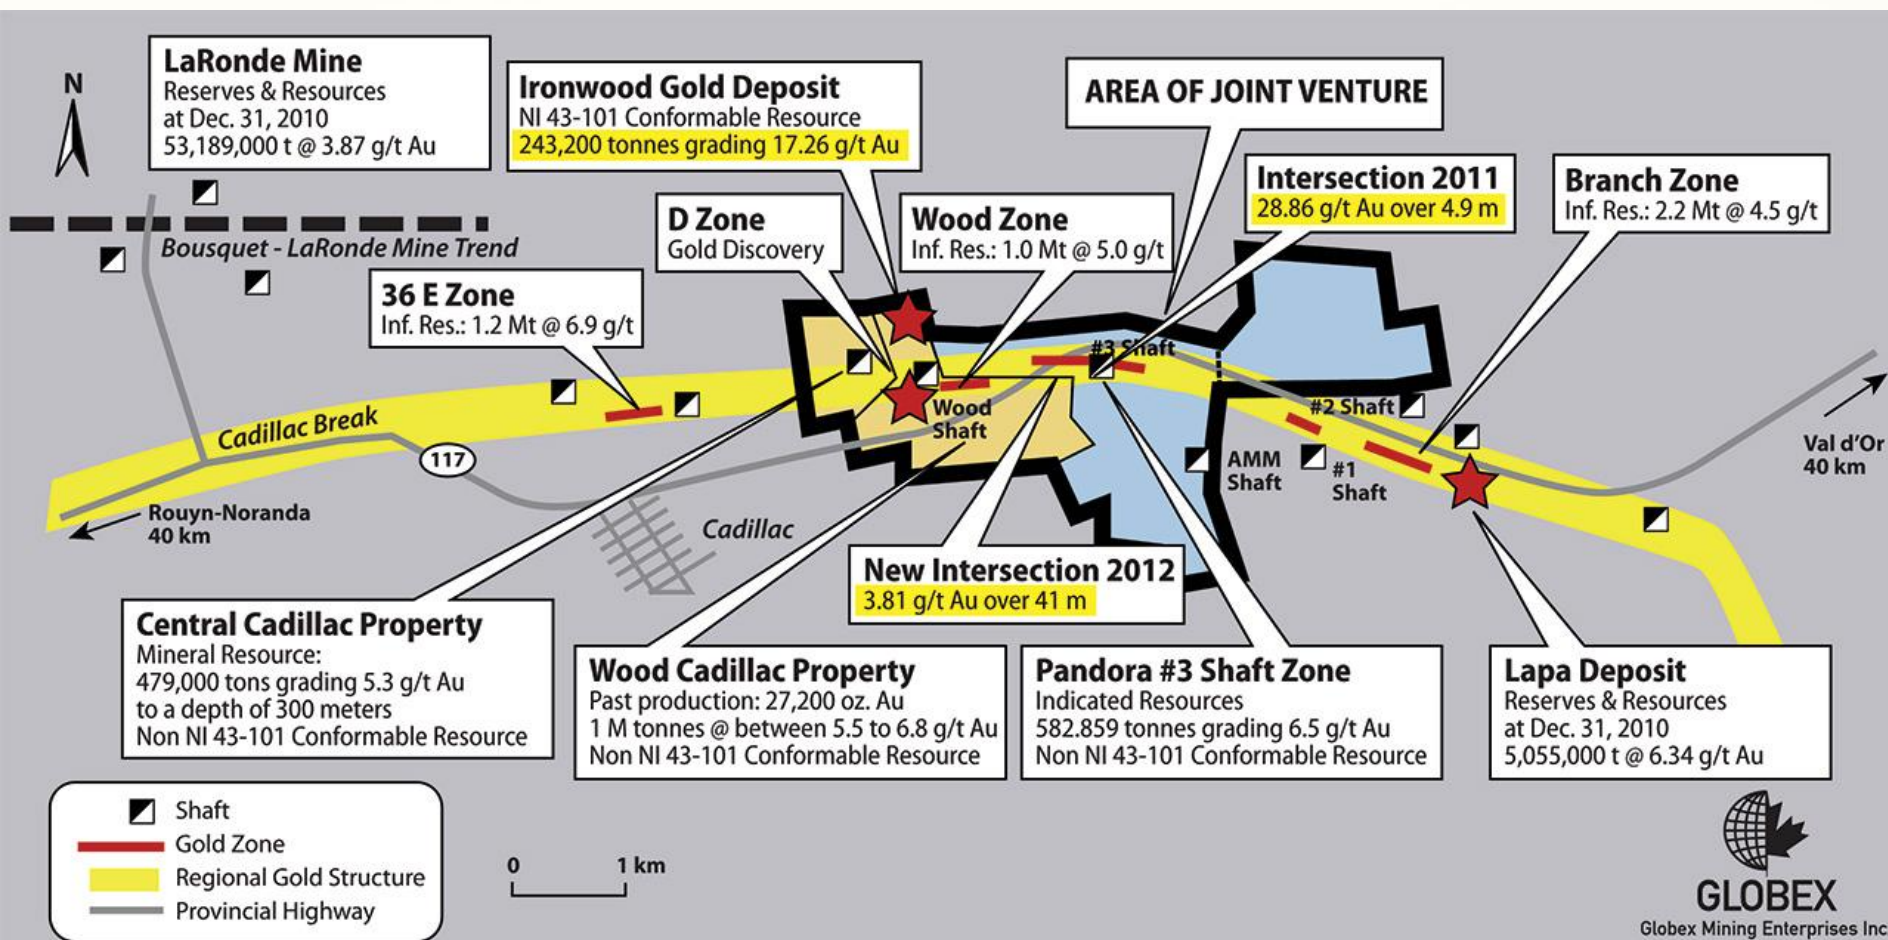 N
LaRonde Mine
Reserves & Resources
at Dec. 31, 2010
53,189,000 t @ 3.87 g/t Au
Ironwood Gold Deposit
NI 43-101 Conformable Resource
243,200 tonnes grading 17.26 g/t Au
AREA OF JOINT VENTURE
Intersection 2011
28.86 g/t Au over 4.9 m
Branch Zone
Inf. Res.: 2.2 Mt @ 4.5 g/t
D Zone
Gold Discovery
Wood Zone
Inf. Res.: 1.0 Mt @ 5.0 g/t
Bousquet - LaRonde Mine Trend
36 E Zone
Inf. Res.: 1.2 Mt @ 6.9 g/t
#3 Shaft
Wood
Shaft
#2 Shaft
Cadillac Break
117
AMM
Shaft
#1
Shaft
Val d'Or
40 km
Rouyn-Noranda
40 km
Cadillac
New Intersection 2012
3.81 g/t Au over 41 m
Central Cadillac Property
Mineral Resource:
479,000 tons grading 5.3 g/t Au
to a depth of 300 meters
Non NI 43-101 Conformable Resource
Wood Cadillac Property
Past production: 27,200 oz. Au
1 M tonnes @ between 5.5 to 6.8 g/t Au
Non NI 43-101 Conformable Resource
Pandora #3 Shaft Zone
Indicated Resources
582.859 tonnes grading 6.5 g/t Au
Non NI 43-101 Conformable Resource
Lapa Deposit
Reserves & Resources
at Dec. 31, 2010
5,055,000 t @ 6.34 g/t Au
Shaft
Gold Zone
Regional Gold Structure
Provincial Highway
0 1 km
GLOBEX
Globex Mining Enterprises Inc